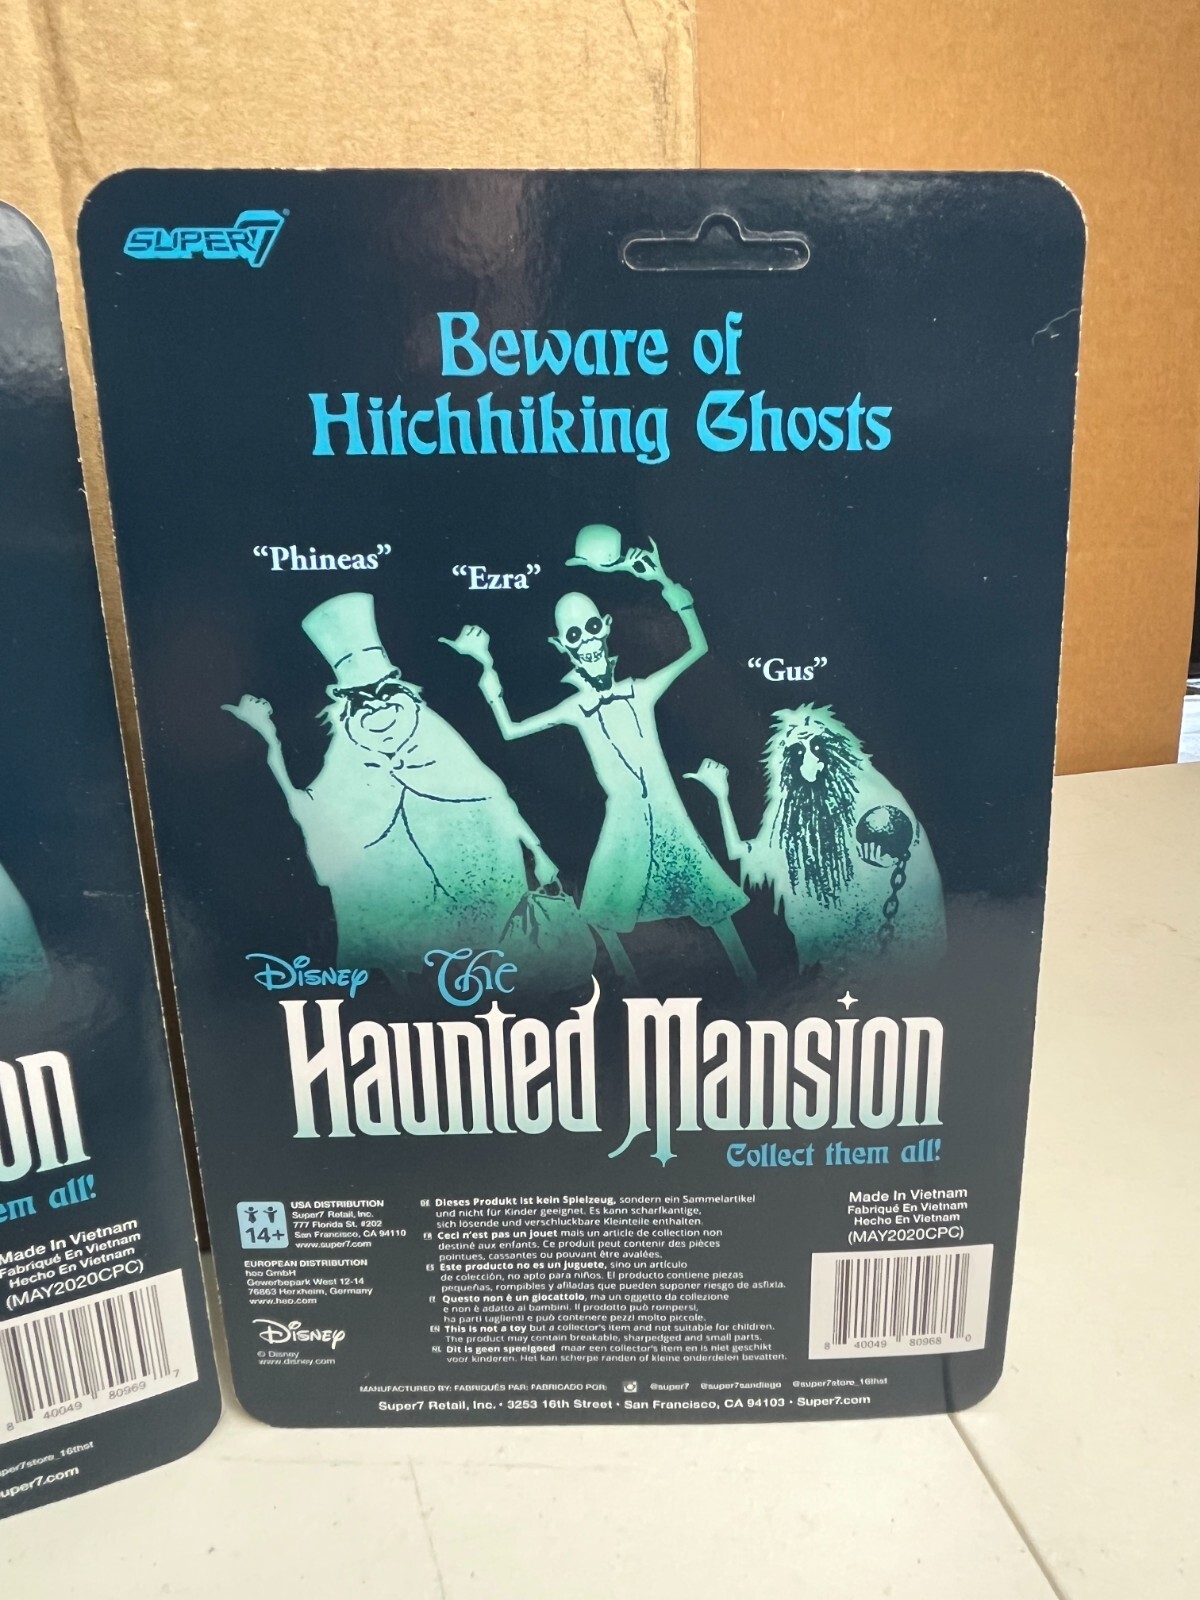 SUPER7
Beware of
Hitchhiking Ghosts
“Phineas”
“Ezra”
“Gus”
Disney The
Haunted Mansion
Collect them all!
14+
USA DISTRIBUTION
Super7 Retail, Inc.
777 Florida St. #202
San Francisco, CA 94110
www.super7.com
EUROPEAN DISTRIBUTION
heo GmbH
Gewerbepark West 12-14
76863 Herxheim, Germany
www.heo.com
Disney
© Disney
www.disney.com
DE Dieses Produkt ist kein Spielzeug, sondern ein Sammelartikel
und nicht für Kinder geeignet. Es kann scharfkantige,
sich lösende und verschluckbare Kleinteile enthalten.
FR Ceci n'est pas un jouet mais un article de collection non
destiné aux enfants. Ce produit peut contenir des pièces
pointues, cassantes ou pouvant être avalées.
ES Este producto no es un juguete, sino un artículo
de colección, no apto para niños. El producto contiene piezas
pequeñas, rompibles y afiladas que pueden suponer riesgo de asfixia.
IT Questo non è un giocattolo, ma un oggetto da collezione
e non è adatto ai bambini. Il prodotto può rompersi,
ha parti taglienti e può contenere pezzi molto piccole.
EN This is not a toy but a collector's item and not suitable for children.
The product may contain breakable, sharpedged and small parts.
NL Dit is geen speelgoed maar een collector's item en is niet geschikt
voor kinderen. Het kan scherpe randen of kleine onderdelen bevatten.
Made In Vietnam
Fabriqué En Vietnam
Hecho En Vietnam
(MAY2020CPC)
8 40049 80968 0
MANUFACTURED BY: FABRIQUÉS PAR: FABRICADO POR: @super7 @super7sandiego @super7store_16thst
Super7 Retail, Inc. • 3253 16th Street • San Francisco, CA 94103 • Super7.com
on
em all!
Made In Vietnam
Fabriqué En Vietnam
Hecho En Vietnam
(MAY2020CPC)
8 40049 80969 7
per7store_16thst
uper7.com